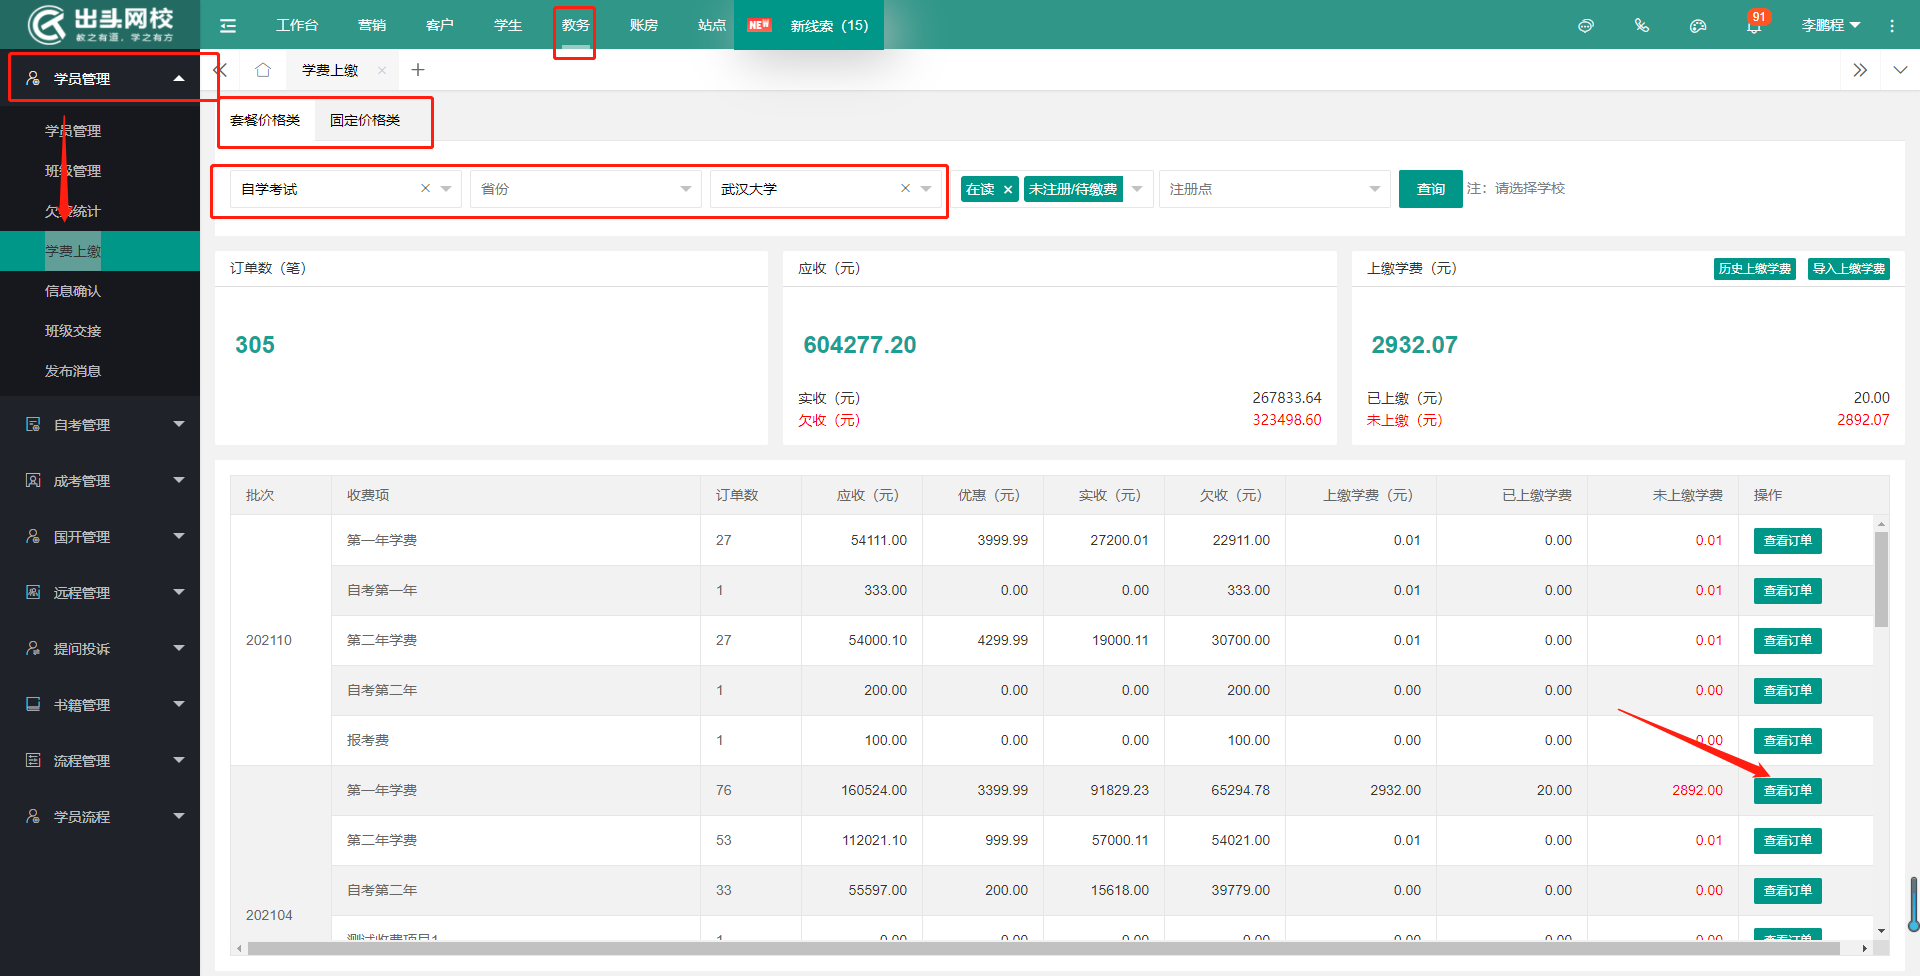 出头网校
教之有道，学之有方
工作台 营销 客户 学生 教务 账房 站点 NEW 新线索（15） 91 李鹏程
学员管理
学费上缴
套餐价格类 固定价格类
学员管理
班级管理
欠费统计
学费上缴
信息确认
班级交接
发布消息
自考管理
成考管理
国开管理
远程管理
提问投诉
书籍管理
流程管理
学员流程
自学考试 省份 武汉大学 在读 未注册/待缴费 注册点 查询 注：请选择学校
订单数（笔）
305
应收（元）
604277.20
实收（元） 267833.64
欠收（元） 323498.60
上缴学费（元） 历史上缴学费 导入上缴学费
2932.07
已上缴（元） 20.00
未上缴（元） 2892.07
批次 收费项 订单数 应收（元） 优惠（元） 实收（元） 欠收（元） 上缴学费（元） 已上缴学费 未上缴学费 操作
第一年学费 27 54111.00 3999.99 27200.01 22911.00 0.01 0.00 0.01 查看订单
自考第一年 1 333.00 0.00 0.00 333.00 0.01 0.00 0.01 查看订单
202110 第二年学费 27 54000.10 4299.99 19000.11 30700.00 0.01 0.00 0.01 查看订单
自考第二年 1 200.00 0.00 0.00 200.00 0.00 0.00 0.00 查看订单
报考费 1 100.00 0.00 0.00 100.00 0.00 0.00 0.00 查看订单
第一年学费 76 160524.00 3399.99 91829.23 65294.78 2932.00 20.00 2892.00 查看订单
第二年学费 53 112021.10 999.99 57000.11 54021.00 0.01 0.00 0.01 查看订单
自考第二年 33 55597.00 200.00 15618.00 39779.00 0.00 0.00 0.00 查看订单
202104
测试收费项目1 1 0.00 0.00 0.00 0.00 0.00 0.00 0.00 查看订单